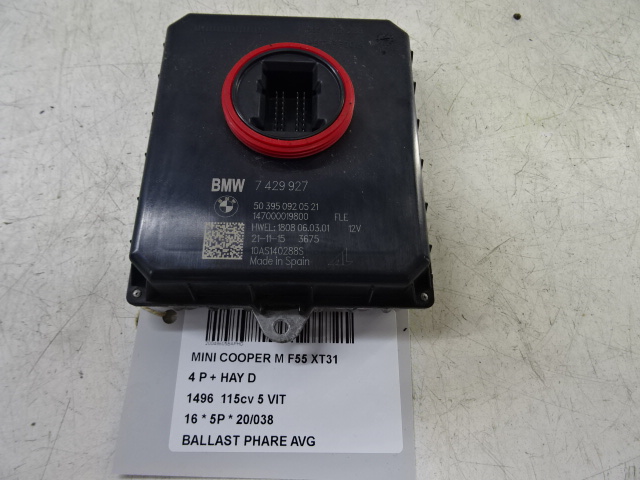 BMW 7 429 927
50 395 092 05 21
147000019800 FLE
HWEL: 1808 06.03.01 12V
21-11-15 3675
10AS140288S
Made in Spain
MINI COOPER M F55 XT31
4 P + HAY D
1496 115cv 5 VIT
16 * 5P * 20/038
BALLAST PHARE AVG